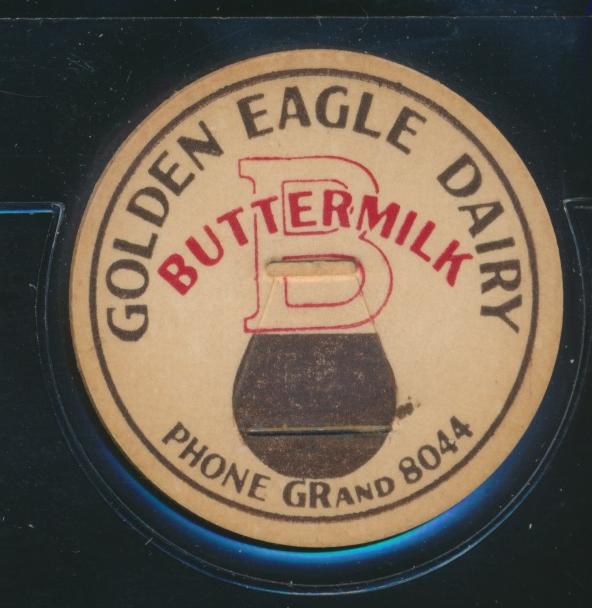 GOLDEN EAGLE DAIRY
B
BUTTERMILK
PHONE GRAND 8044